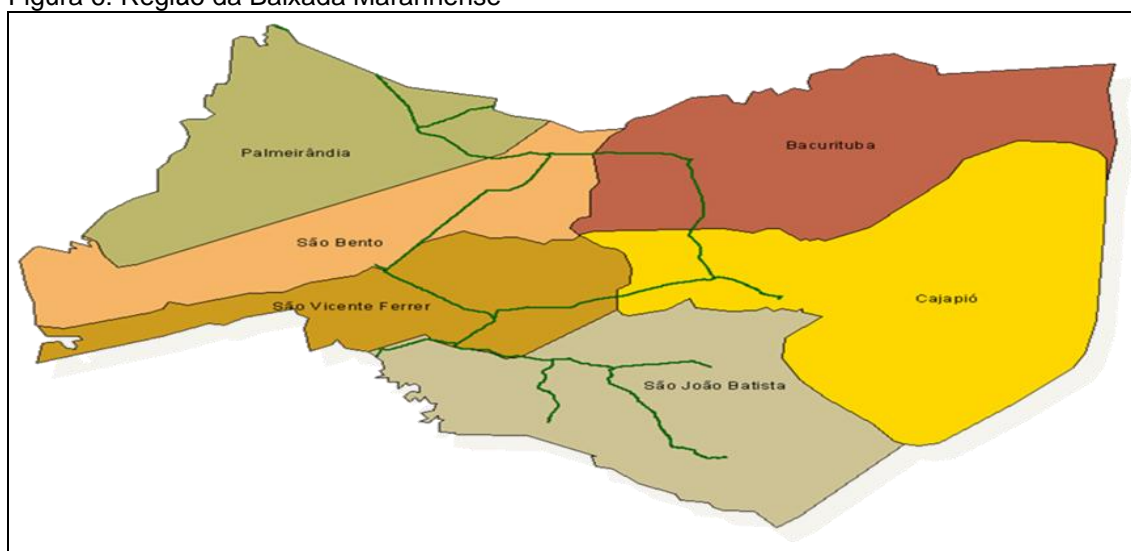 Figura 6: Região da Baixada Maranhense
Palmeirândia
Bacurituba
São Bento
São Vicente Ferrer
Cajapió
São João Batista